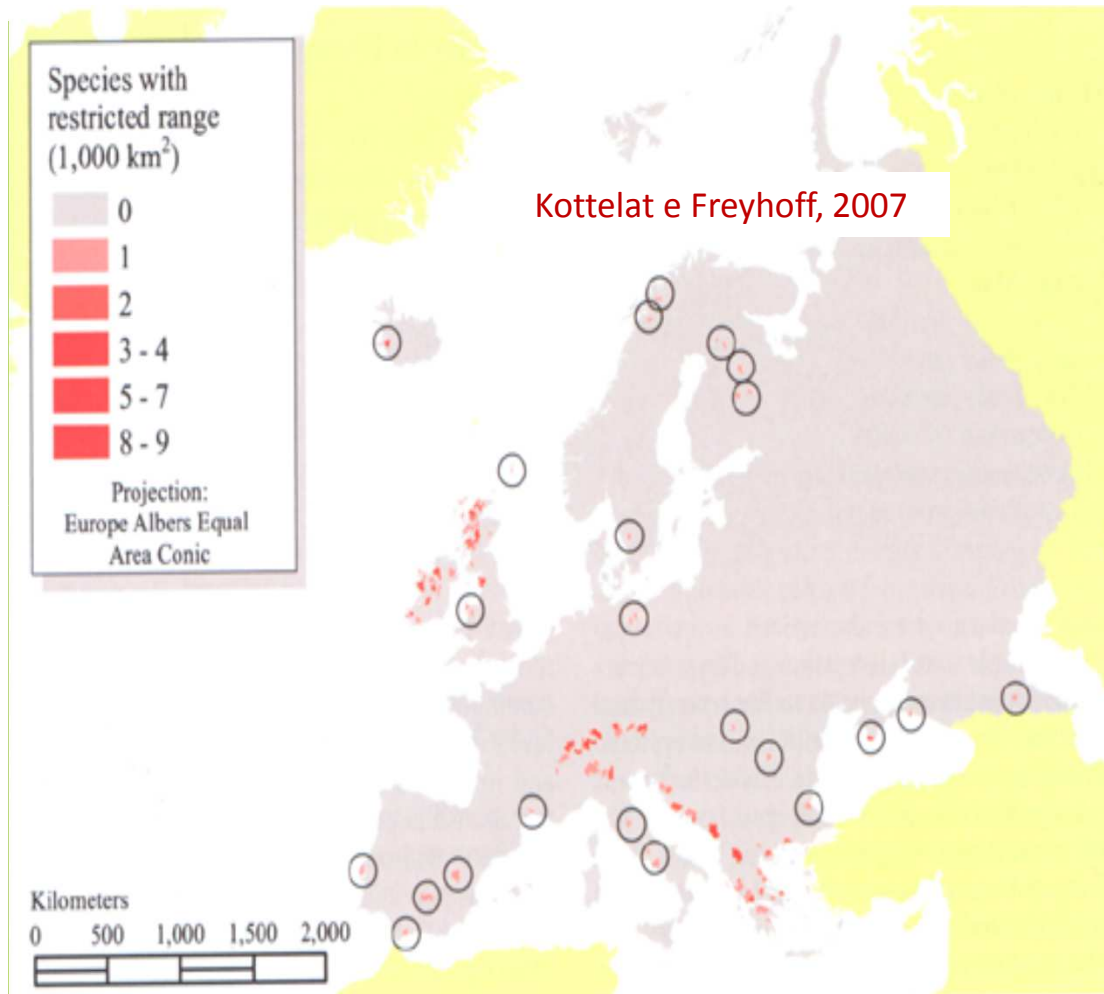 Species with
restricted range
(1,000 km²)
0
1
2
3 - 4
5 - 7
8 - 9
Projection:
Europe Albers Equal
Area Conic
Kottelat e Freyhoff, 2007
Kilometers
0 500 1,000 1,500 2,000